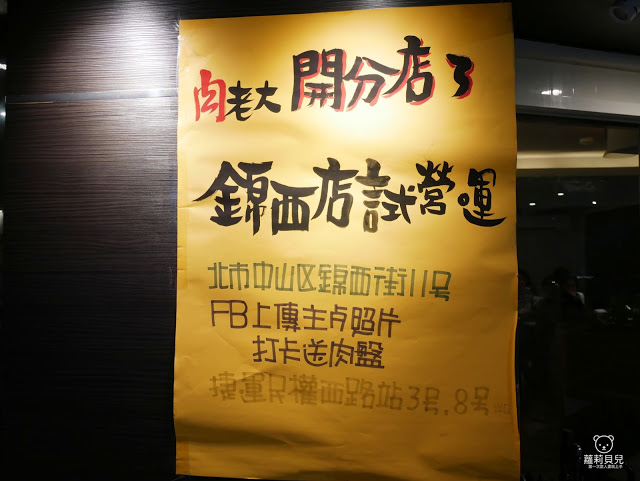 肉老大開分店了
錦西店試營運
北市中山区錦西街11号
FB上傳主占照片
打卡送肉盤
捷運民權西路站3号.8号
蘿莉貝兒